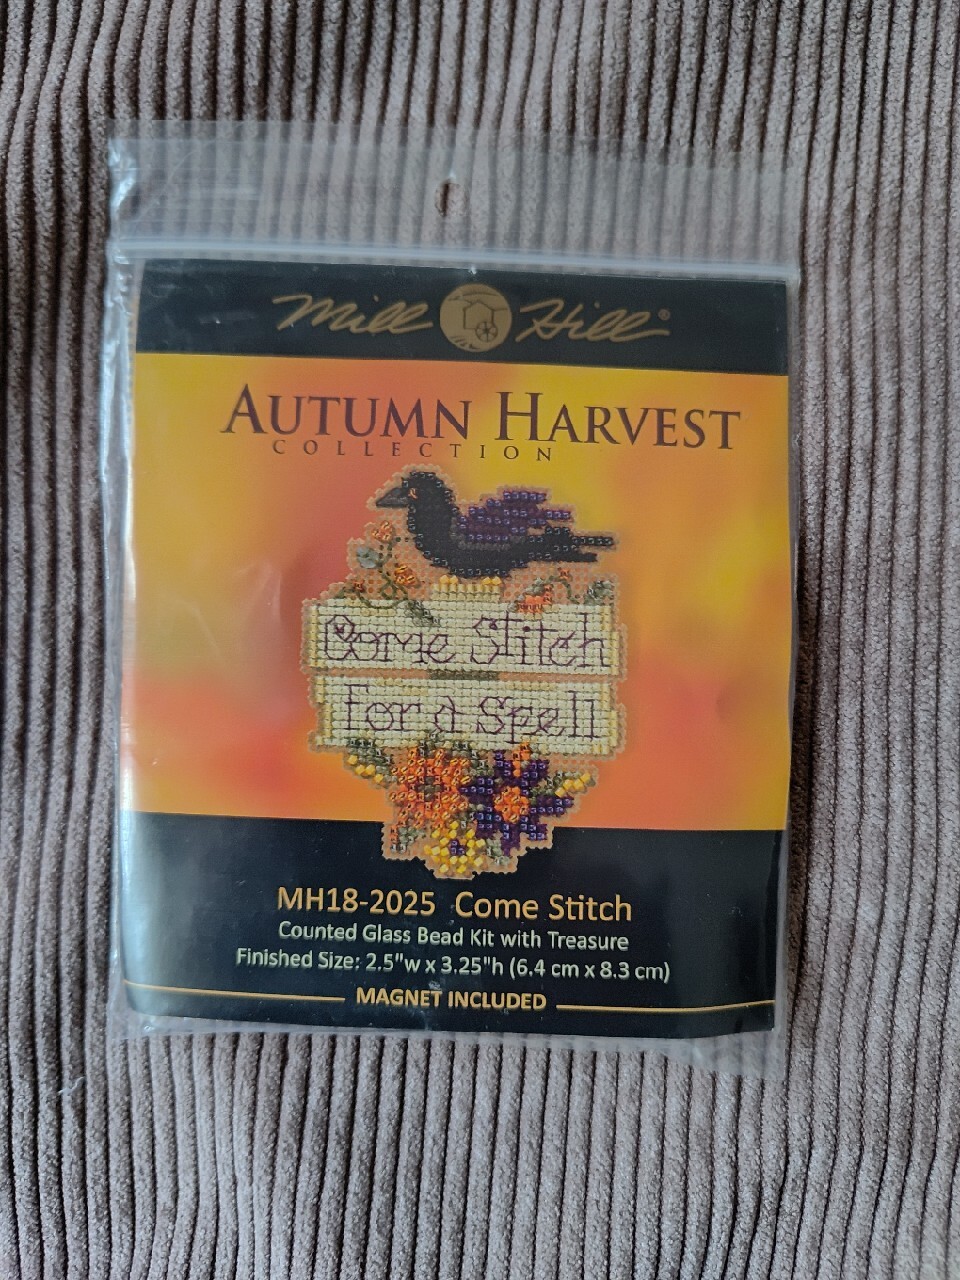 Mill Hill®
AUTUMN HARVEST
COLLECTION
Come Stitch
For a Spell
MH18-2025 Come Stitch
Counted Glass Bead Kit with Treasure
Finished Size: 2.5"w x 3.25"h (6.4 cm x 8.3 cm)
MAGNET INCLUDED